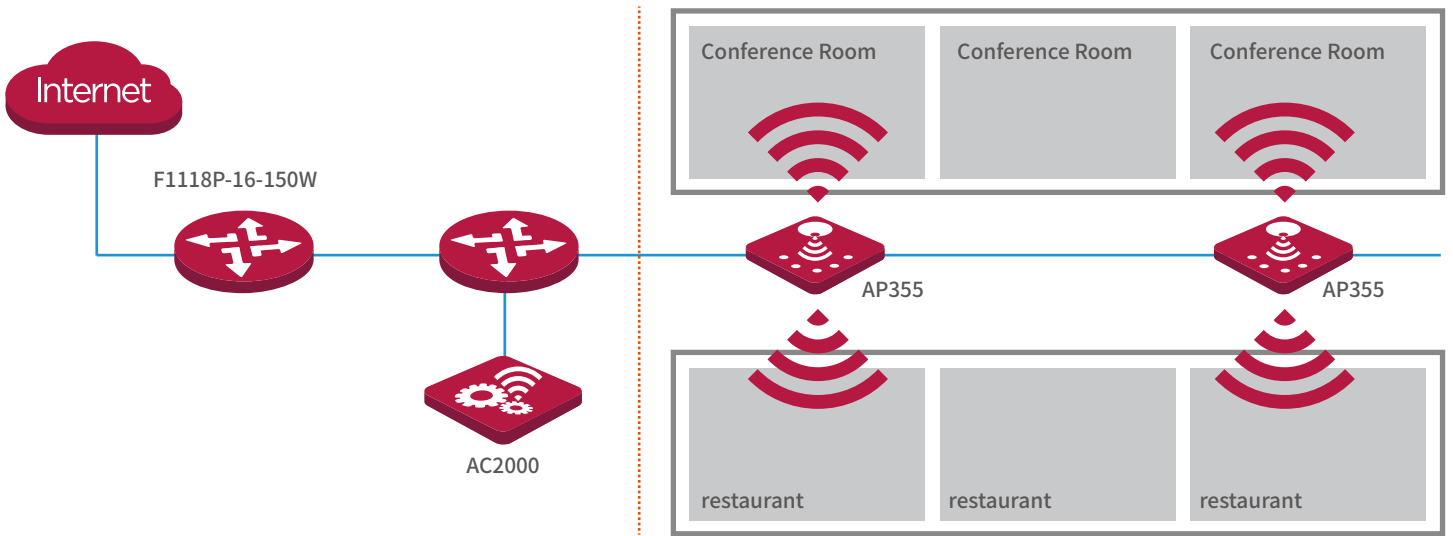 Internet
F1118P-16-150W
AC2000
Conference Room
Conference Room
Conference Room
AP355
AP355
restaurant
restaurant
restaurant